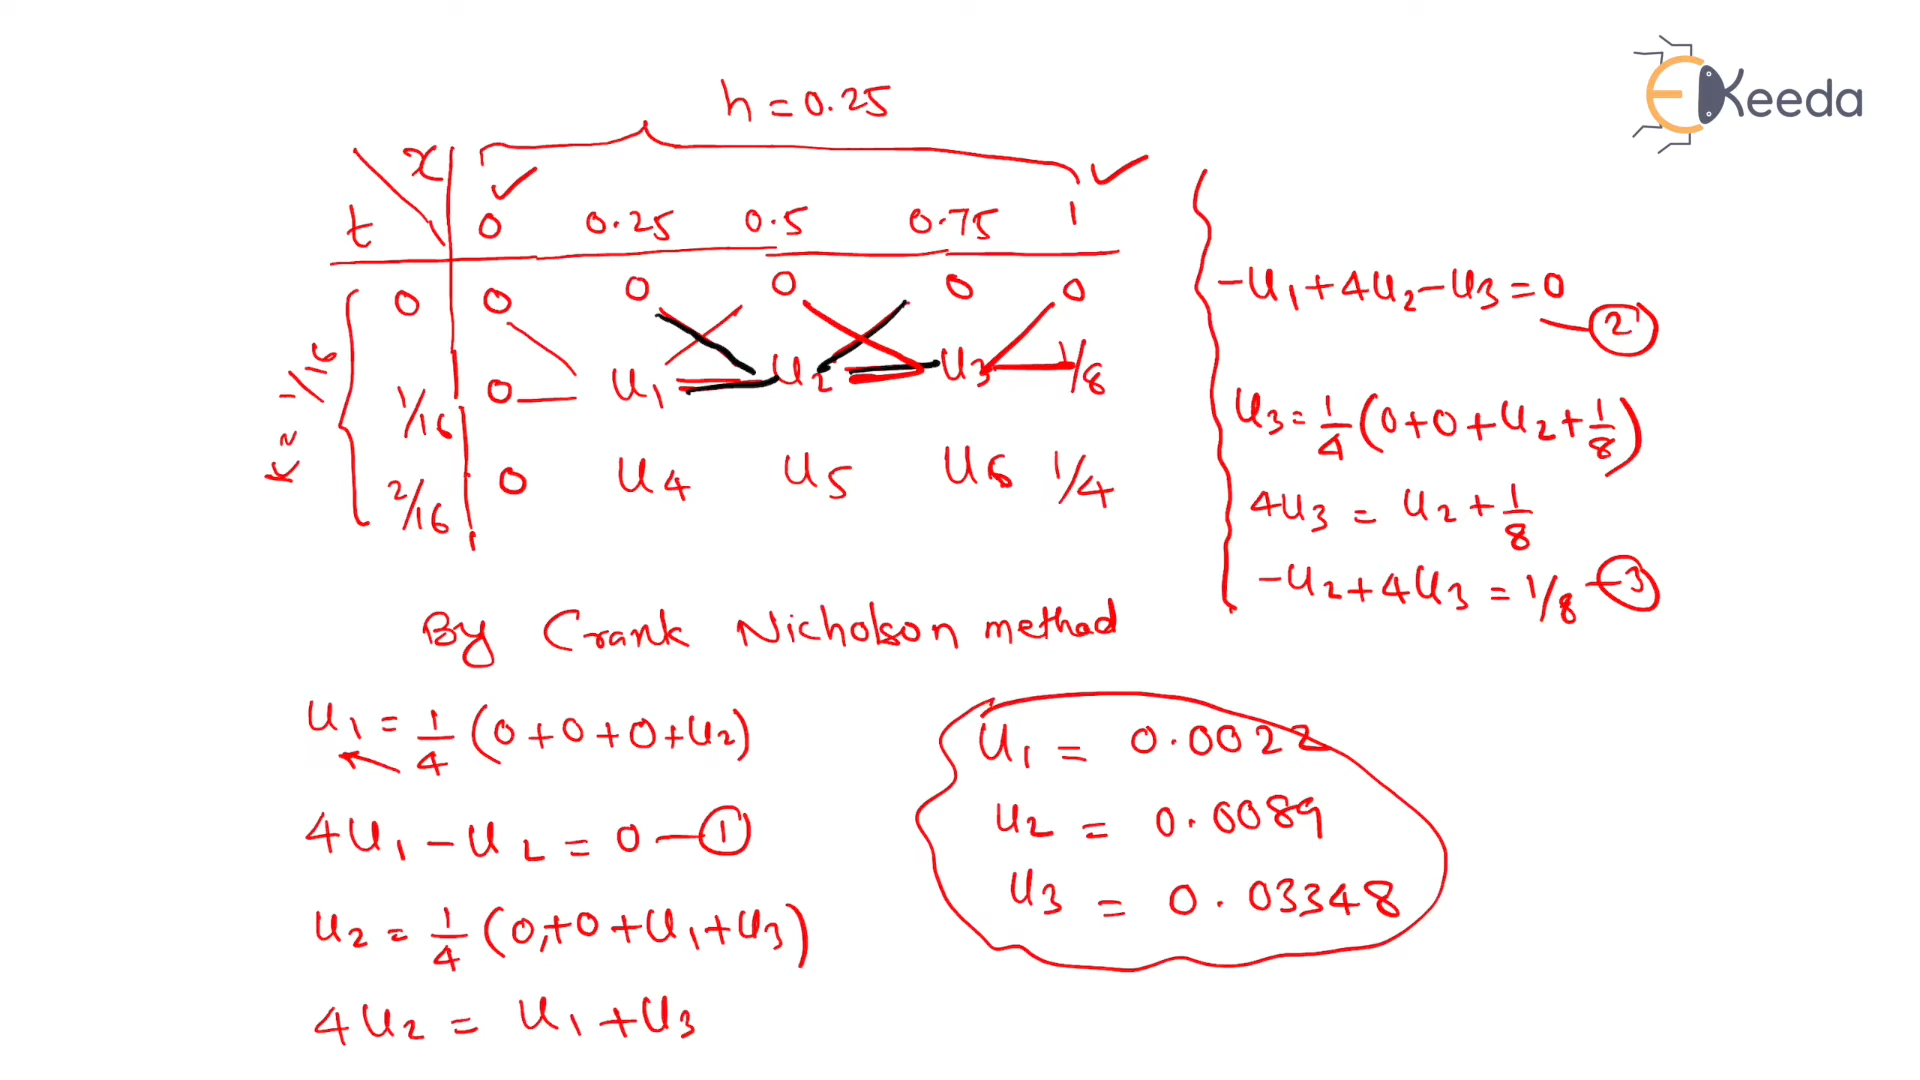 EKeeda
h = 0.25
x
t 0 0.25 0.5 0.75 1
0 0 0 0 0 0
1/16 0 u1 u2 u3 1/8
2/16 0 u4 u5 u6 1/4
K = 1/16
By Crank Nicholson method
u1 = 1/4 (0+0+0+u2)
4u1 - u2 = 0 — 1
u2 = 1/4 (0+0+u1+u3)
4u2 = u1+u3
-u1+4u2-u3=0 — 2
u3 = 1/4 (0+0+u2+1/8)
4u3 = u2+1/8
-u2+4u3 = 1/8 — 3
u1 = 0.0022
u2 = 0.0089
u3 = 0.03348